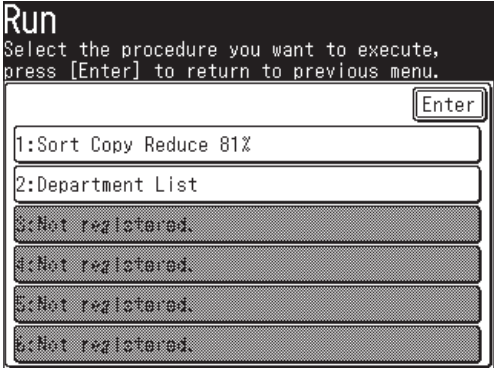 Run
Select the procedure you want to execute,
press [Enter] to return to previous menu.
Enter
1:Sort Copy Reduce 81%
2:Department List
3:Not registered.
4:Not registered.
5:Not registered.
6:Not registered.